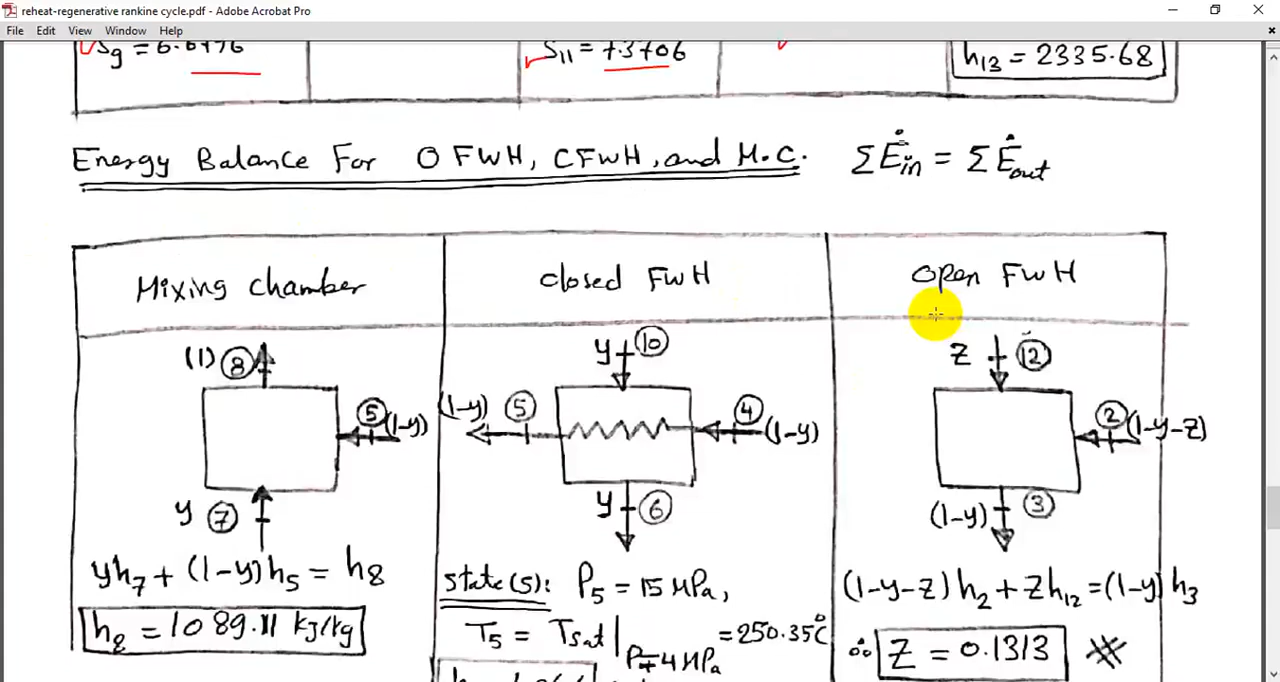 reheat-regenerative rankine cycle.pdf - Adobe Acrobat Pro
File Edit View Window Help
S11 = 7.3706
h13 = 2335.68
Energy Balance For OFWH, CFWH, and M.C. ΣĖin = ΣĖout
Mixing chamber
(1) 8
5 (1-y)
y 7
yh7 + (1-y)h5 = h8
h8 = 1089.11 kJ/kg
closed FWH
y 10
(1-y) 5
4 (1-y)
y 6
state(5): P5 = 15 MPa,
T5 = Tsat | P=4 MPa = 250.35°C
open FWH
Z 12
2 (1-y-z)
(1-y) 3
(1-y-z)h2 + zh12 = (1-y)h3
∴ Z = 0.1313